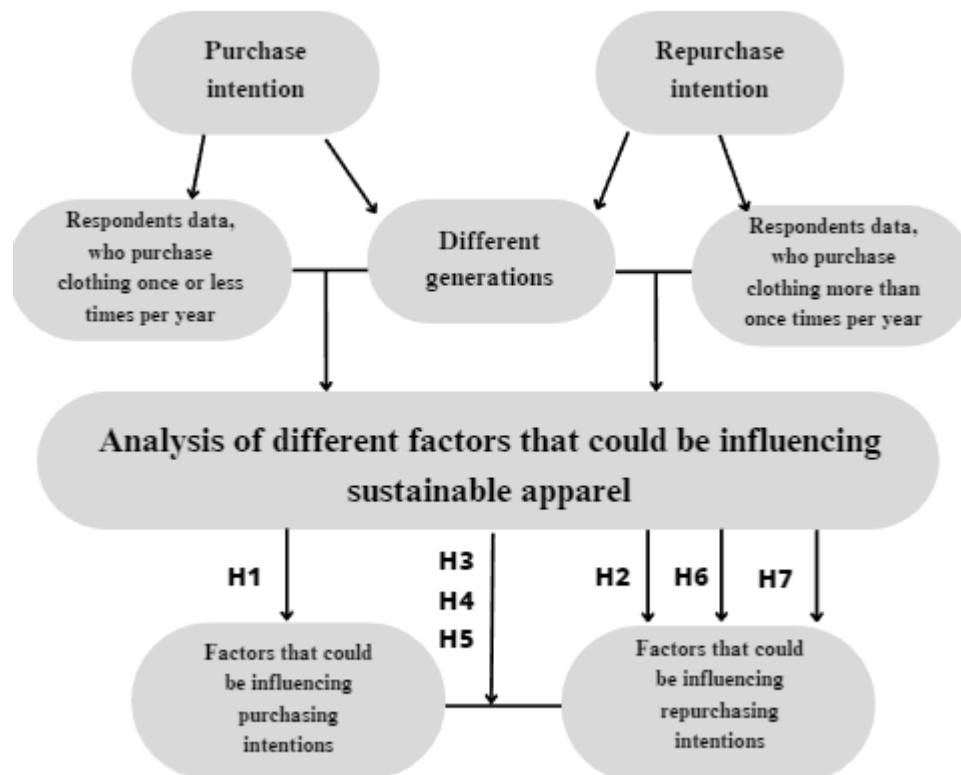 Purchase
intention
Repurchase
intention
Respondents data,
who purchase
clothing once or less
times per year
Different
generations
Respondents data,
who purchase
clothing more than
once times per year
Analysis of different factors that could be influencing
sustainable apparel
H1
H3
H4
H5
H2
H6
H7
Factors that could
be influencing
purchasing
intentions
Factors that could
be influencing
repurchasing
intentions